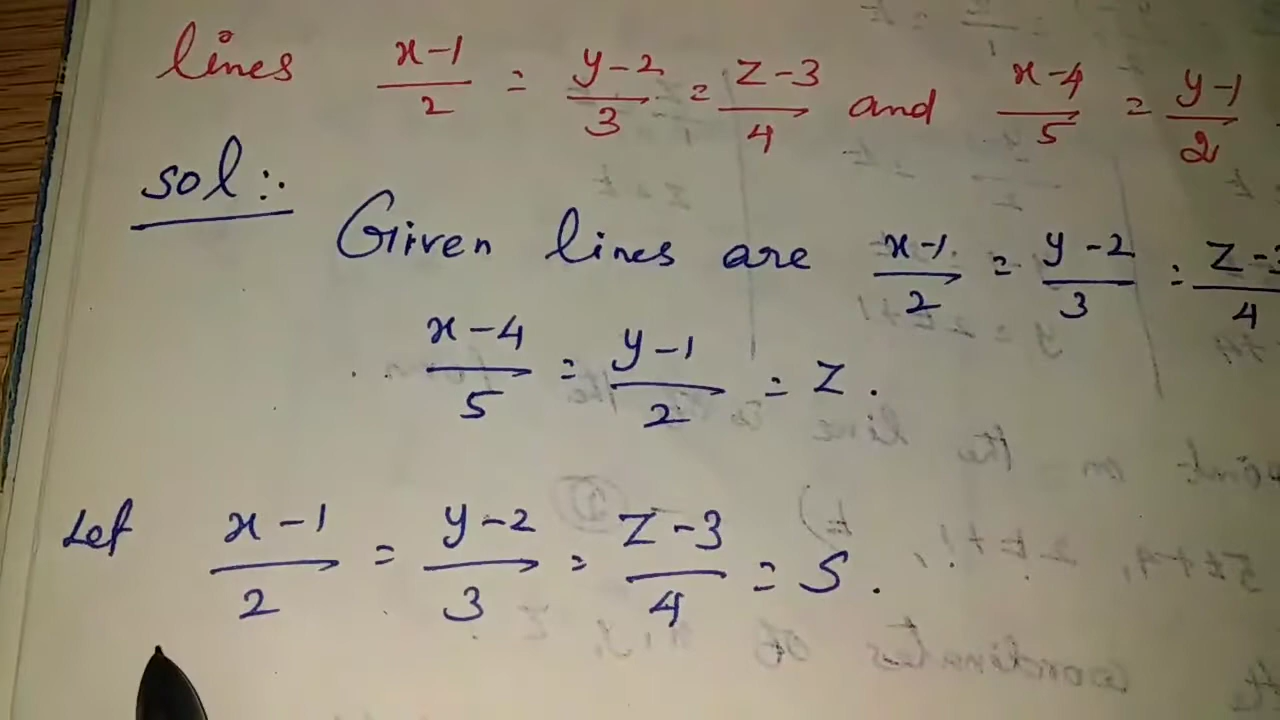 lines x-1/2 = y-2/3 = z-3/4 and x-4/5 = y-1/2 =
sol:.
Given lines are x-1/2 = y-2/3 = z-3/4
x-4/5 = y-1/2 = z.
Let x-1/2 = y-2/3 = z-3/4 = S.